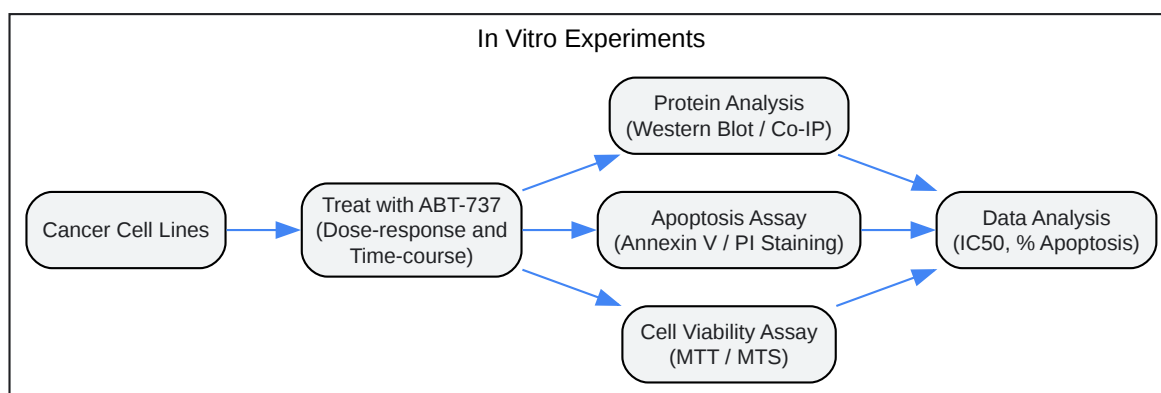 In Vitro Experiments
Cancer Cell Lines
Treat with ABT-737
(Dose-response and
Time-course)
Protein Analysis
(Western Blot / Co-IP)
Apoptosis Assay
(Annexin V / PI Staining)
Cell Viability Assay
(MTT / MTS)
Data Analysis
(IC50, % Apoptosis)